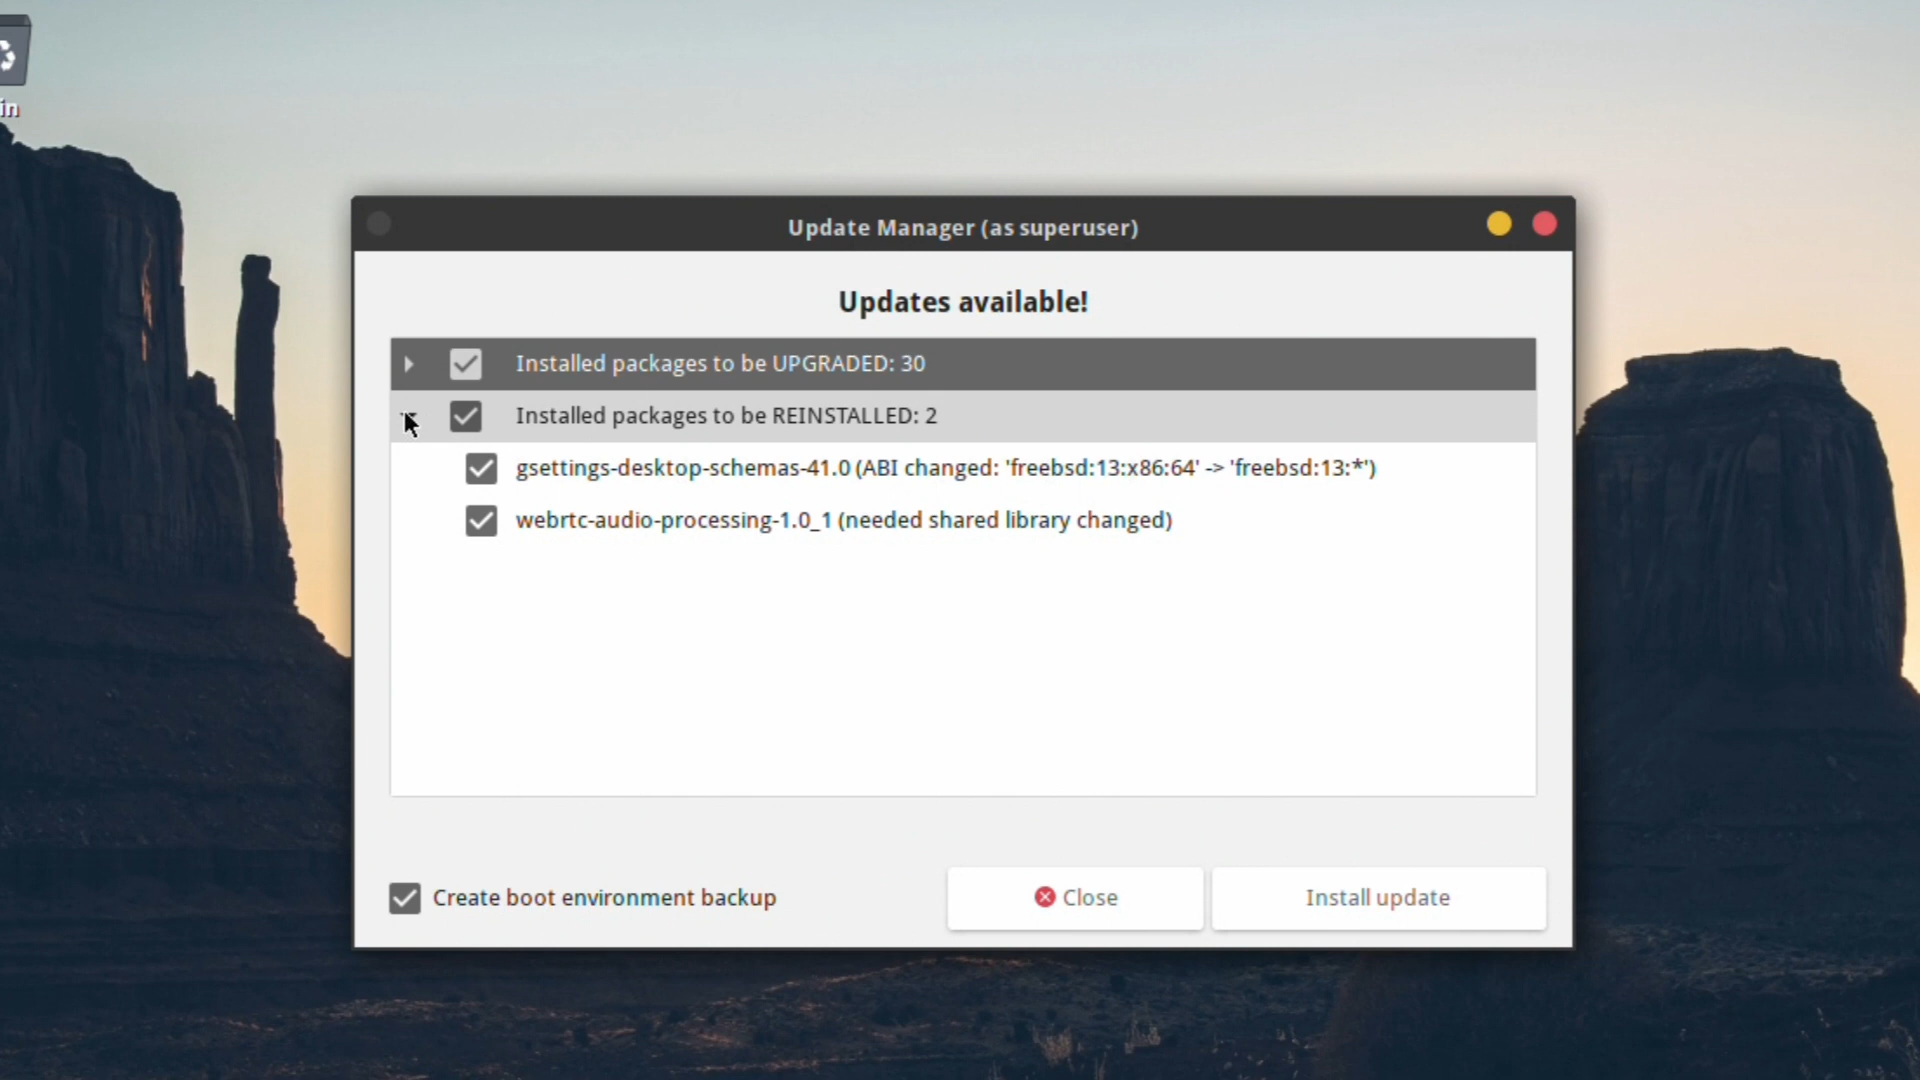 in
Update Manager (as superuser)
Updates available!
Installed packages to be UPGRADED: 30
Installed packages to be REINSTALLED: 2
gsettings-desktop-schemas-41.0 (ABI changed: 'freebsd:13:x86:64' -> 'freebsd:13:*')
webrtc-audio-processing-1.0_1 (needed shared library changed)
Create boot environment backup
Close
Install update